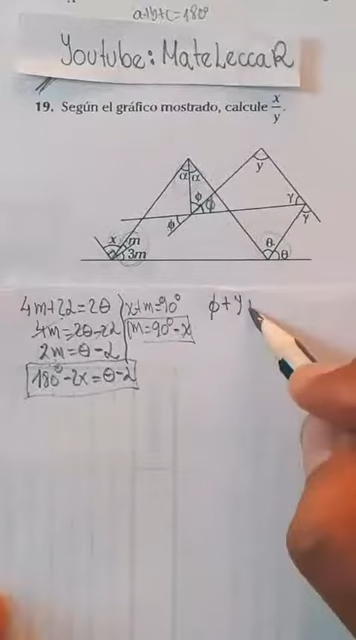 a+b+c=180°
Youtube: MateLeccaR
19. Según el gráfico mostrado, calcule x/y.
α α
y
ϕ
ϕ ϕ
γ
γ
x m
3m
θ
θ
4m+2α=2θ
4m=2θ-2α
2m=θ-α
180°-2x=θ-α
x+m=90°
m=90°-x
ϕ+γ